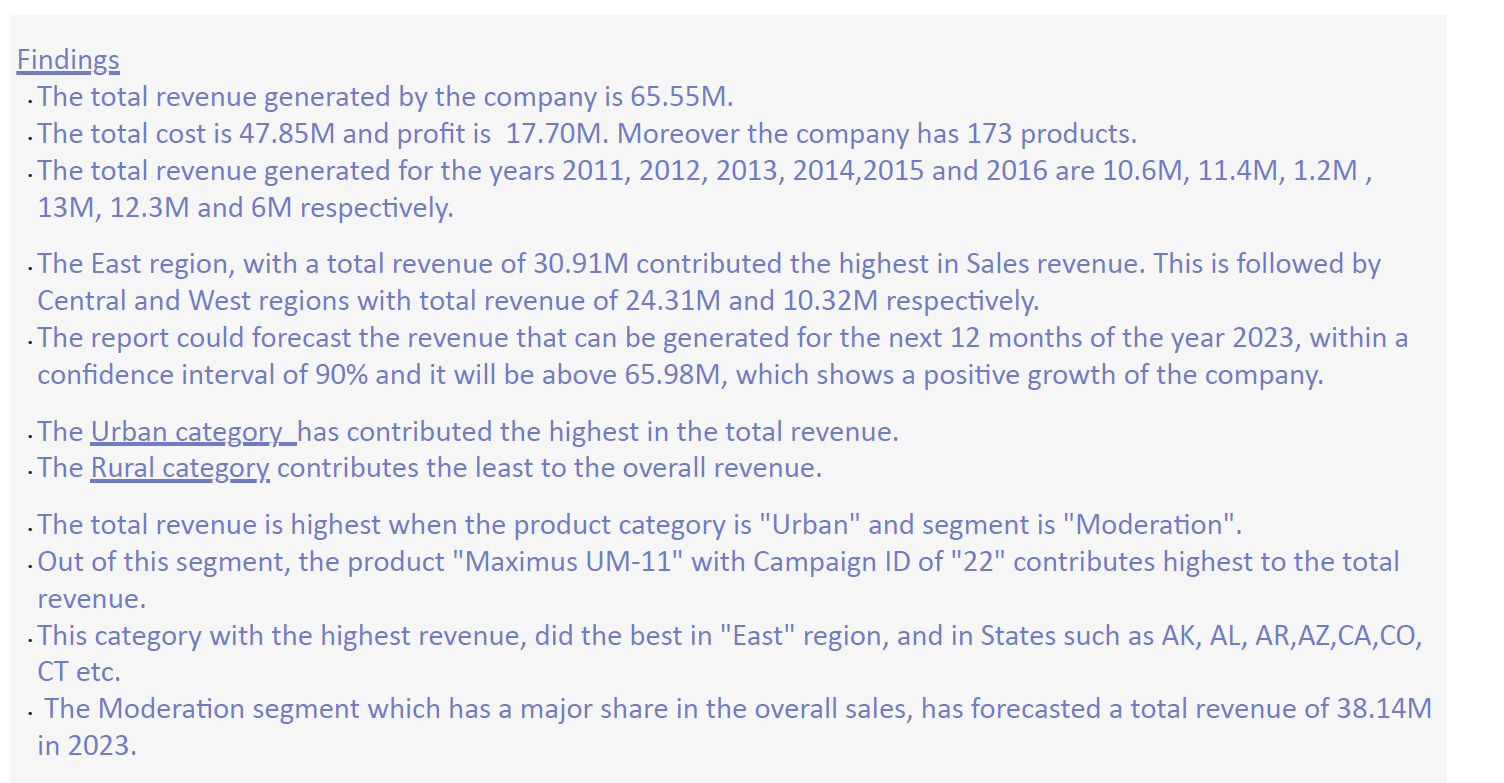 Findings
.The total revenue generated by the company is 65.55M.
.The total cost is 47.85M and profit is  17.70M. Moreover the company has 173 products.
.The total revenue generated for the years 2011, 2012, 2013, 2014,2015 and 2016 are 10.6M, 11.4M, 1.2M ,
13M, 12.3M and 6M respectively.
.The East region, with a total revenue of 30.91M contributed the highest in Sales revenue. This is followed by
Central and West regions with total revenue of 24.31M and 10.32M respectively.
.The report could forecast the revenue that can be generated for the next 12 months of the year 2023, within a
confidence interval of 90% and it will be above 65.98M, which shows a positive growth of the company.
.The Urban category  has contributed the highest in the total revenue.
.The Rural category contributes the least to the overall revenue.
.The total revenue is highest when the product category is "Urban" and segment is "Moderation".
.Out of this segment, the product "Maximus UM-11" with Campaign ID of "22" contributes highest to the total
revenue.
.This category with the highest revenue, did the best in "East" region, and in States such as AK, AL, AR,AZ,CA,CO,
CT etc.
. The Moderation segment which has a major share in the overall sales, has forecasted a total revenue of 38.14M
in 2023.